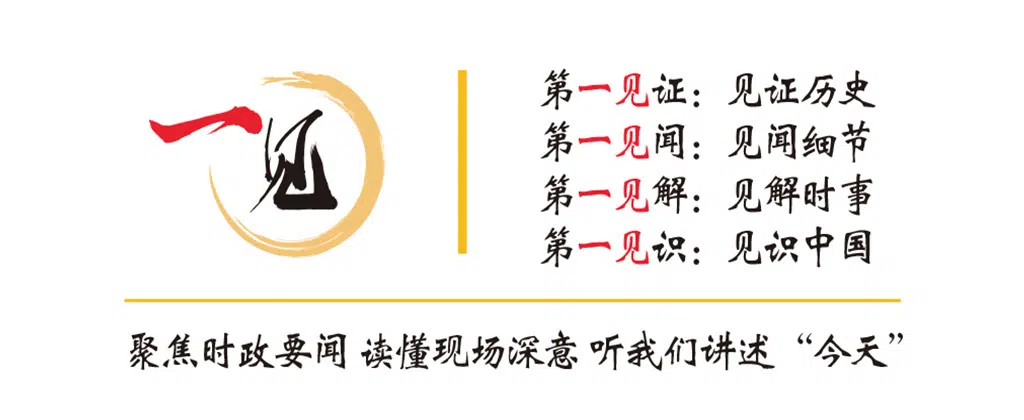 一见
第一见证：见证历史
第一见闻：见闻细节
第一见解：见解时事
第一见识：见识中国
聚焦时政要闻 读懂现场深意 听我们讲述“今天”